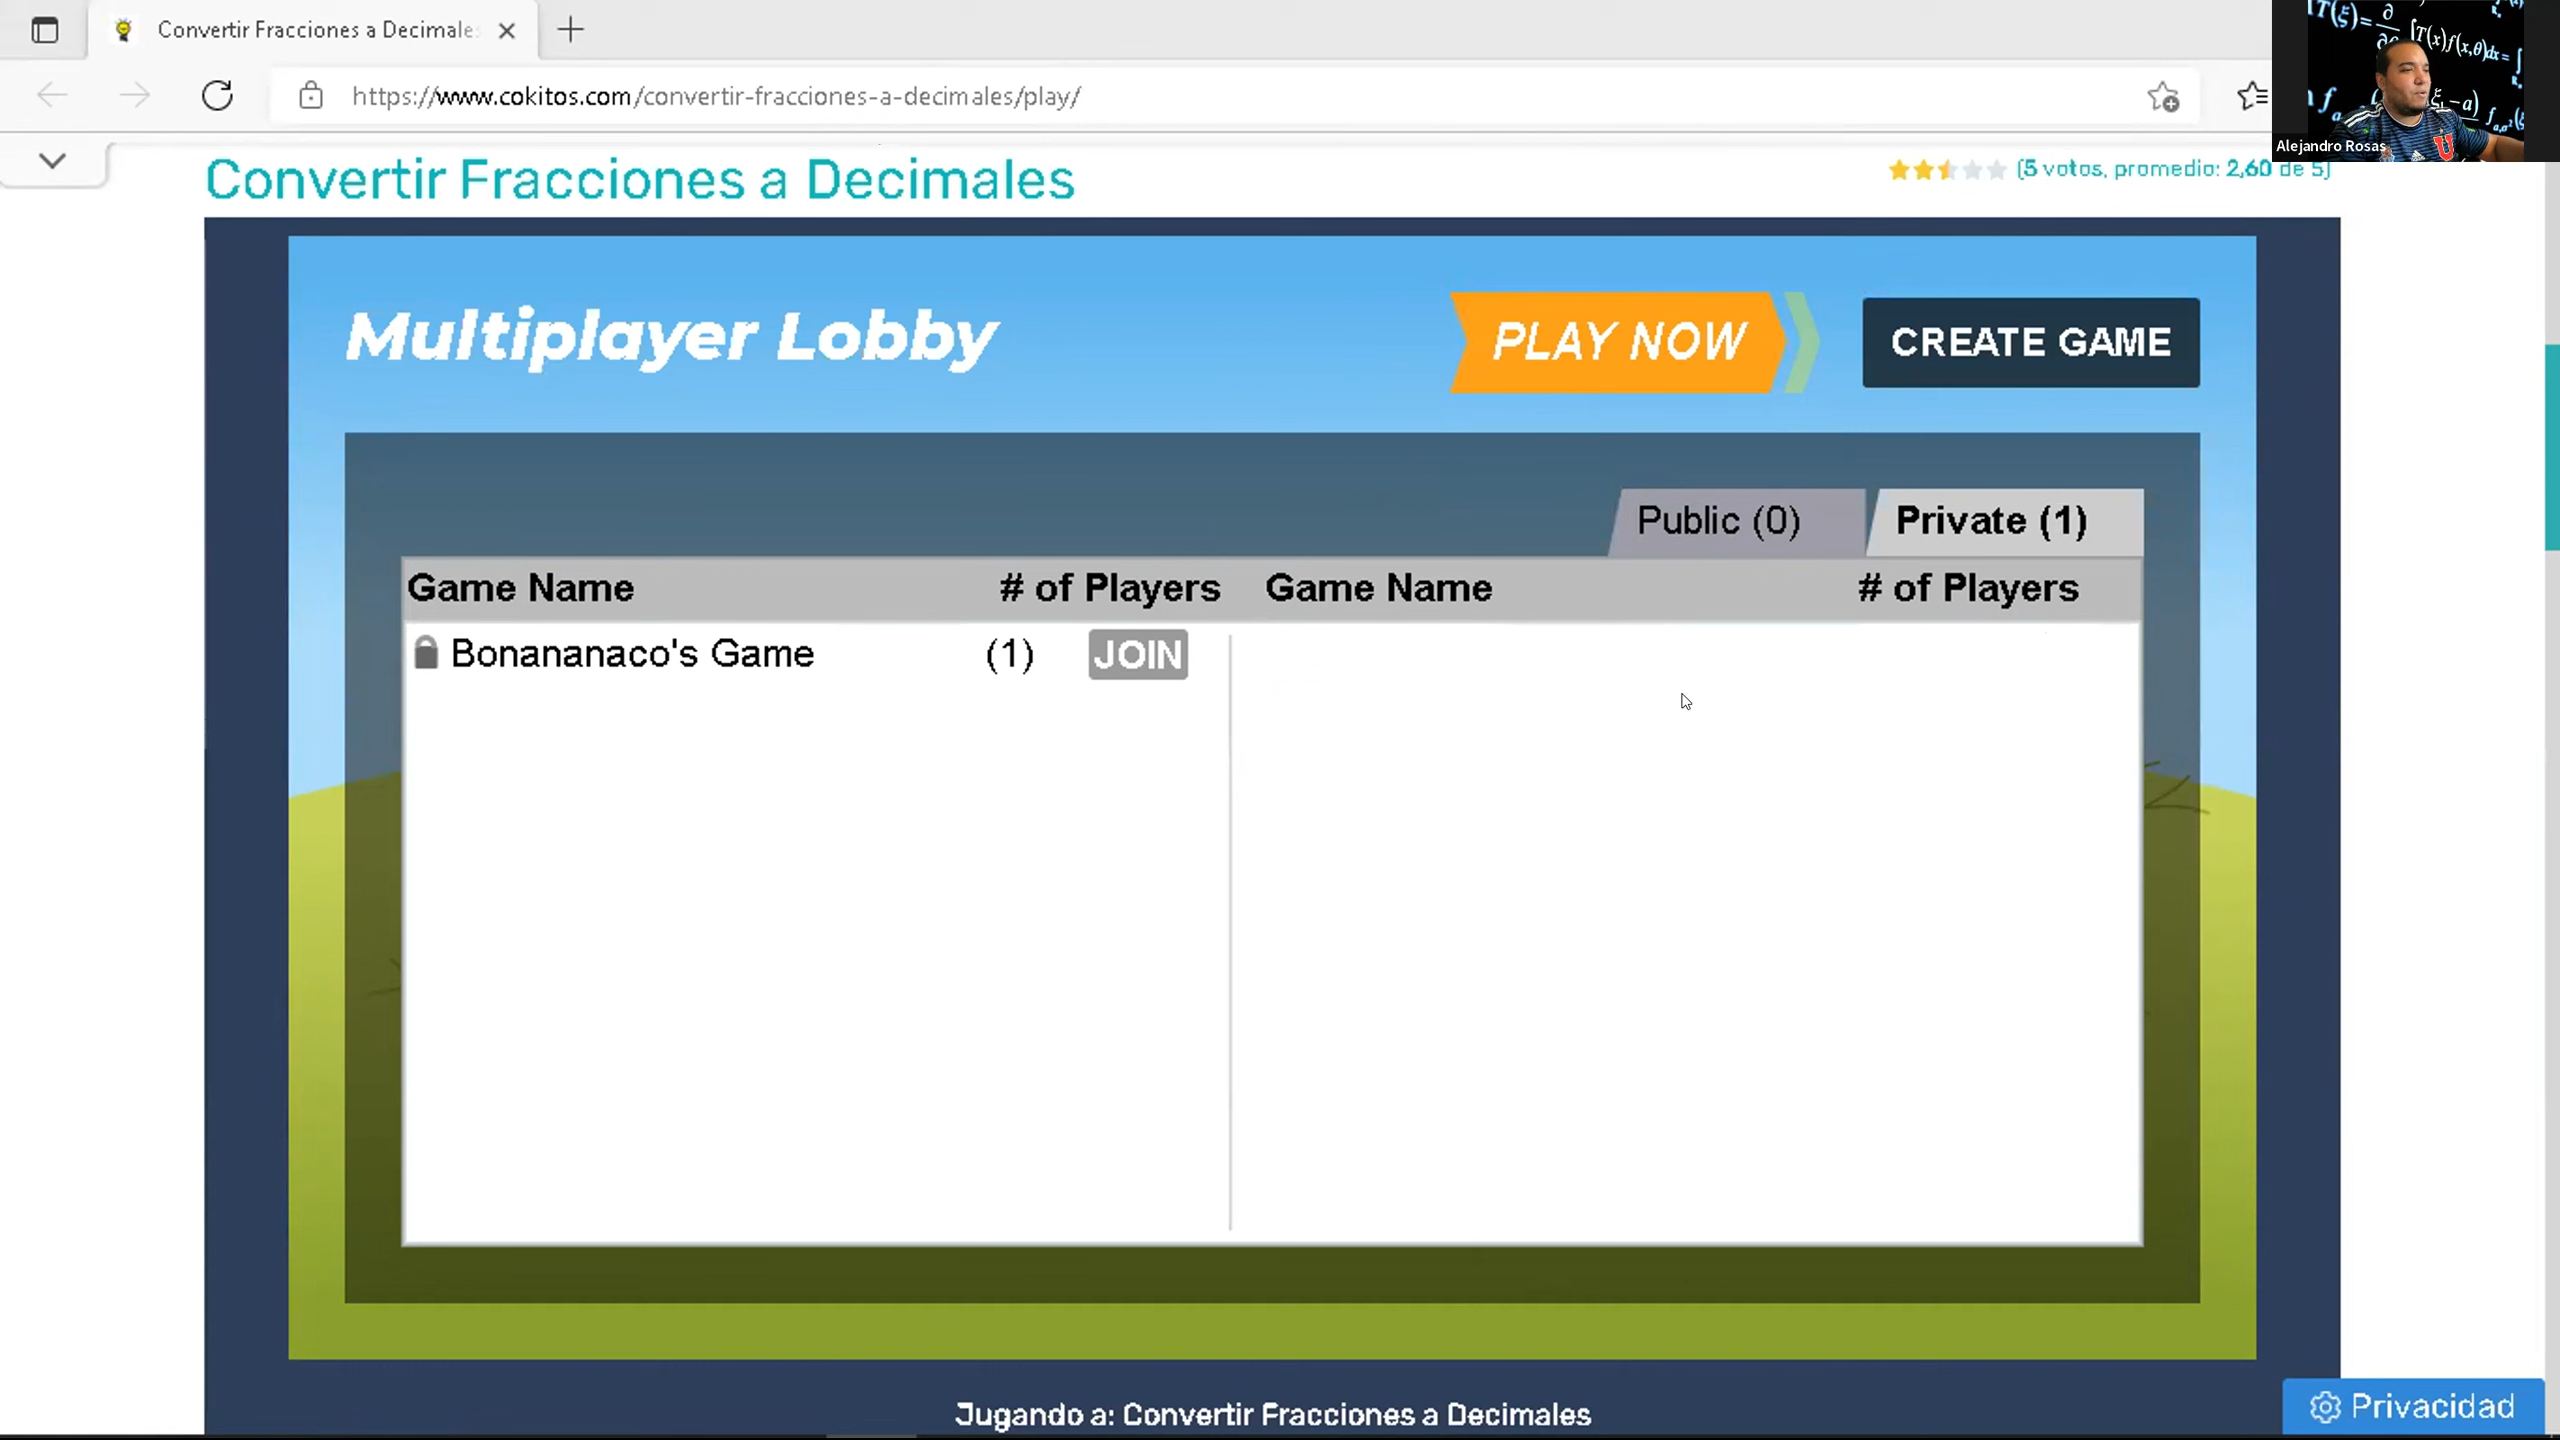 Convertir Fracciones a Decimales
https://www.cokitos.com/convertir-fracciones-a-decimales/play/
Alejandro Rosas
Convertir Fracciones a Decimales
(5 votos, promedio: 2,60 de 5)
Multiplayer Lobby
PLAY NOW
CREATE GAME
Public (0)
Private (1)
Game Name # of Players Game Name # of Players
Bonananaco's Game (1) JOIN
Jugando a: Convertir Fracciones a Decimales
Privacidad